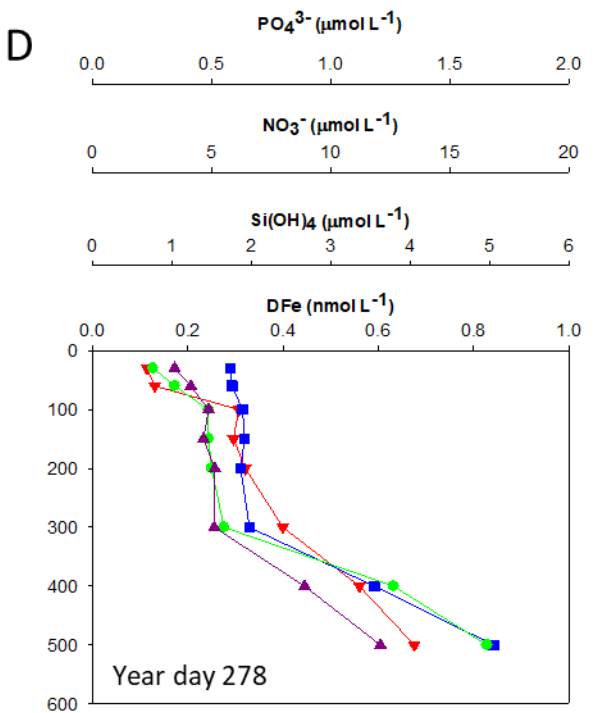 D
PO₄³⁻ (μmol L⁻¹)
0.0 0.5 1.0 1.5 2.0
NO₃⁻ (μmol L⁻¹)
0 5 10 15 20
Si(OH)₄ (μmol L⁻¹)
0 1 2 3 4 5 6
DFe (nmol L⁻¹)
0.0 0.2 0.4 0.6 0.8 1.0
0
100
200
300
400
500
600
Year day 278